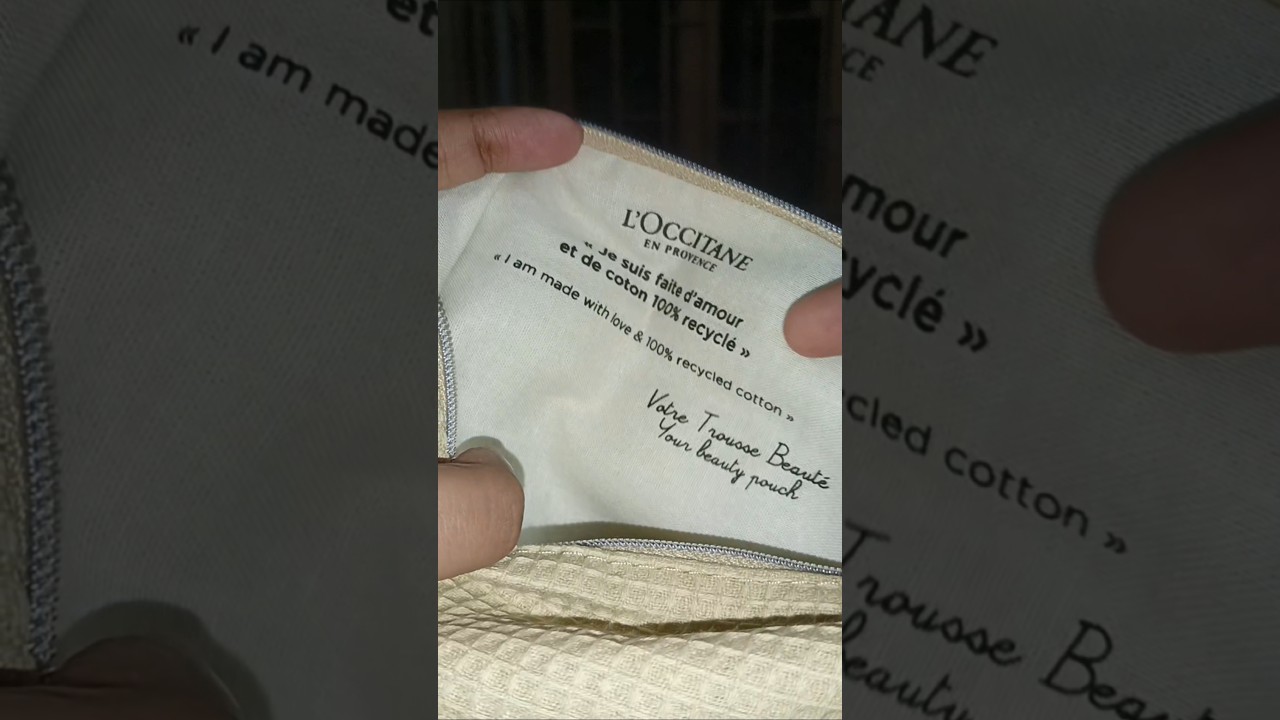 L'OCCITANE
EN PROVENCE
« Je suis faite d'amour
et de coton 100% recyclé »
« I am made with love & 100% recycled cotton »
Votre Trousse Beauté
Your beauty pouch